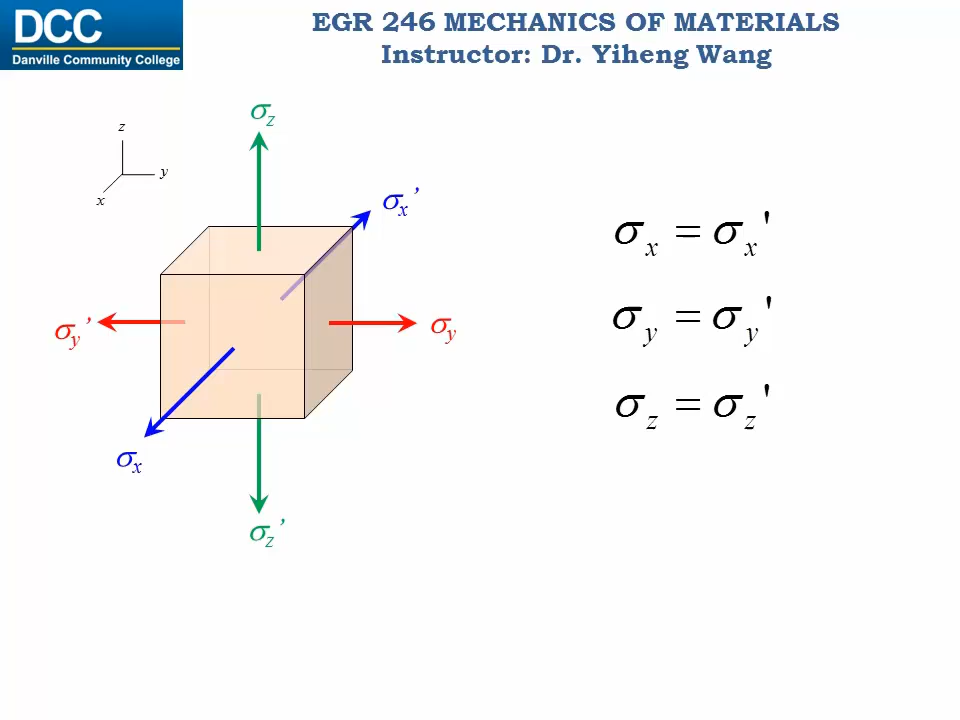 DCC
Danville Community College
EGR 246 MECHANICS OF MATERIALS
Instructor: Dr. Yiheng Wang
z
y
x
σz
σx’
σy’
σy
σx
σz’
σx = σx'
σy = σy'
σz = σz'